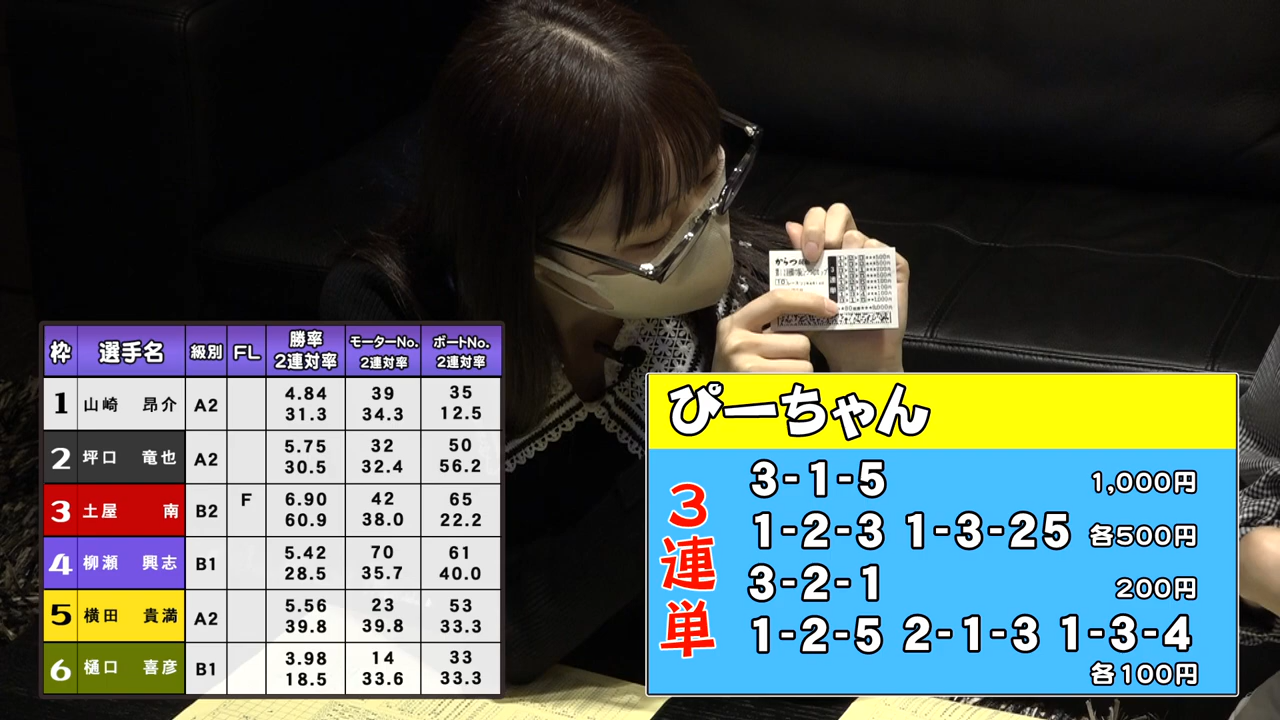 枠 選手名 級別 FL 勝率 2連対率 モーターNo. 2連対率 ボートNo. 2連対率
1 山崎 昂介 A2 4.84 31.3 39 34.3 35 12.5
2 坪口 竜也 A2 5.75 30.5 32 32.4 50 56.2
3 土屋 南 B2 F 6.90 60.9 42 38.0 65 22.2
4 柳瀬 興志 B1 5.42 28.5 70 35.7 61 40.0
5 横田 貴満 A2 5.56 39.8 23 39.8 53 33.3
6 樋口 喜彦 B1 3.98 18.5 14 33.6 33 33.3
からつ
3連単
ぴーちゃん
3連単
3-1-5 1,000円
1-2-3 1-3-25 各500円
3-2-1 200円
1-2-5 2-1-3 1-3-4
各100円